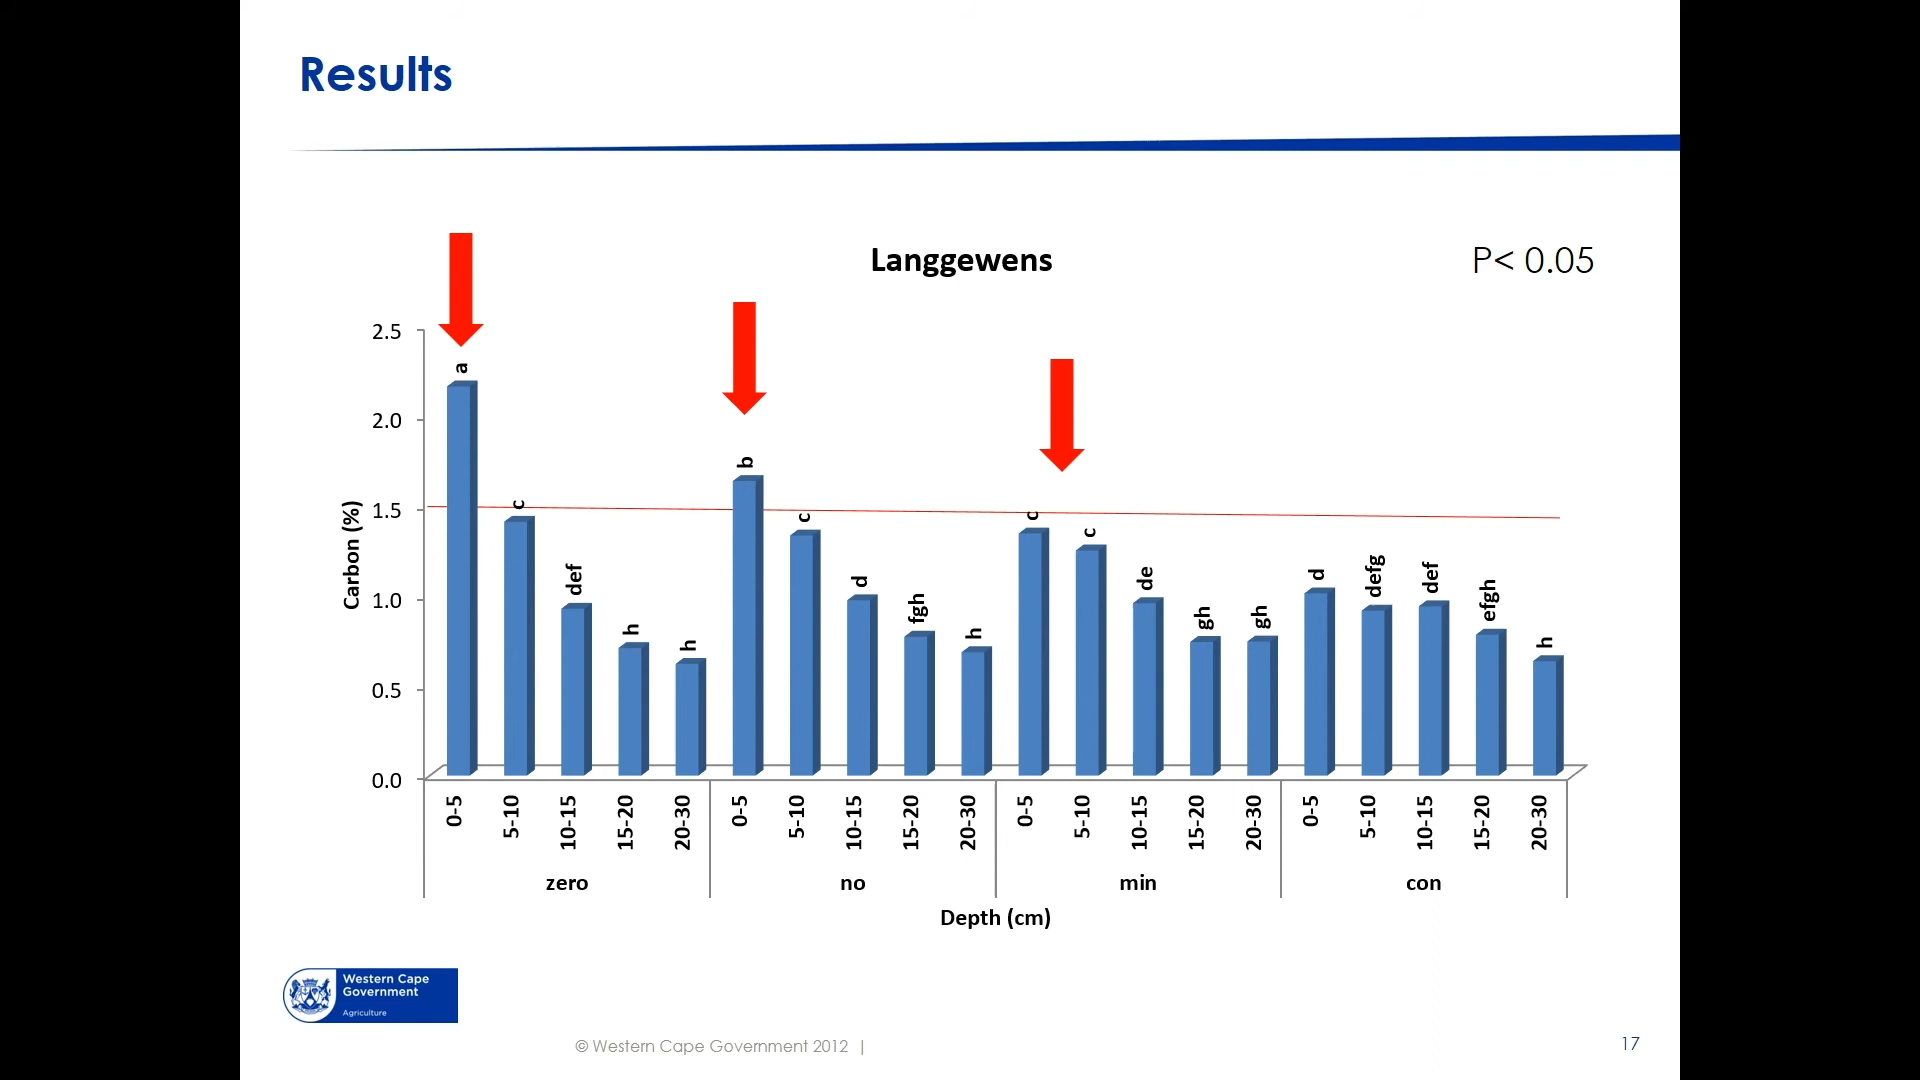 Results
Langgewens
P< 0.05
Carbon (%)
2.5
2.0
1.5
1.0
0.5
0.0
a
c
def
h
h
b
c
d
fgh
h
c
c
de
gh
gh
d
defg
def
efgh
h
0-5
5-10
10-15
15-20
20-30
0-5
5-10
10-15
15-20
20-30
0-5
5-10
10-15
15-20
20-30
0-5
5-10
10-15
15-20
20-30
zero
no
min
con
Depth (cm)
Western Cape
Government
Agriculture
© Western Cape Government 2012 |
17